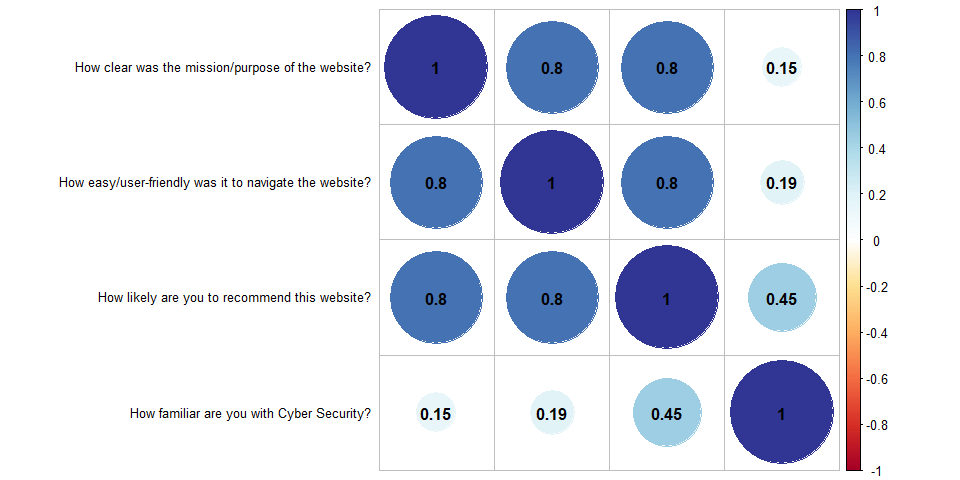 How clear was the mission/purpose of the website? 1 0.8 0.8 0.15
How easy/user-friendly was it to navigate the website? 0.8 1 0.8 0.19
How likely are you to recommend this website? 0.8 0.8 1 0.45
How familiar are you with Cyber Security? 0.15 0.19 0.45 1
1
0.8
0.6
0.4
0.2
0
-0.2
-0.4
-0.6
-0.8
-1